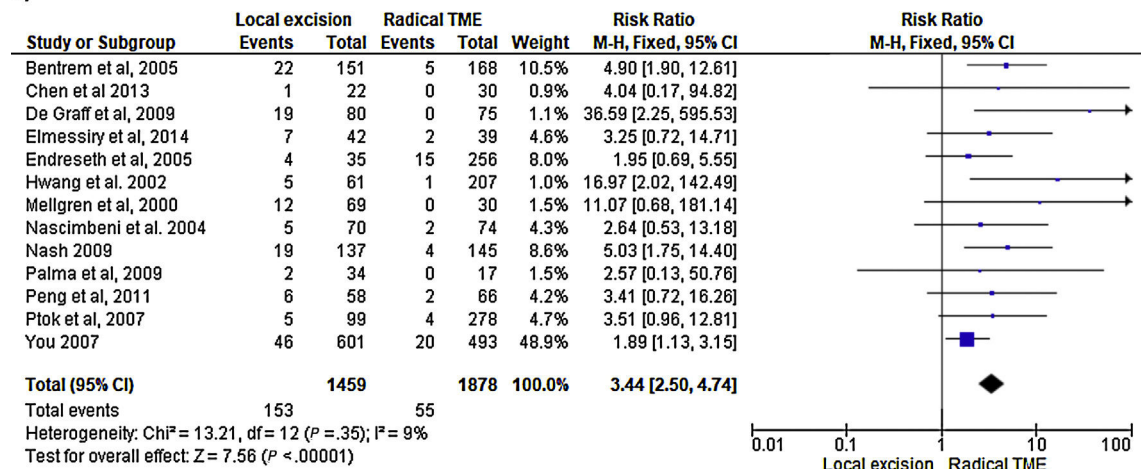 Local excision Radical TME Risk Ratio Risk Ratio
Study or Subgroup Events Total Events Total Weight M-H, Fixed, 95% CI M-H, Fixed, 95% CI
Bentrem et al, 2005 22 151 5 168 10.5% 4.90 [1.90, 12.61]
Chen 2013 1 22 0 30 0.9% 4.04 [0.17, 94.82]
De Graff et al, 2009 19 80 0 75 1.1% 36.59 [2.25, 595.53]
Elmessiry et al, 2014 7 42 2 39 4.6% 3.25 [0.72, 14.71]
Endreseth et al, 2005 4 35 15 256 8.0% 1.95 [0.69, 5.55]
Hwang et al. 2002 5 61 1 207 1.0% 16.97 [2.02, 142.49]
Mellgren et al, 2000 12 69 0 30 1.5% 11.07 [0.68, 181.14]
Nascimbeni et al. 2004 5 70 2 74 4.4% 2.64 [0.53, 13.18]
Nash 2009 19 137 4 145 8.6% 5.03 [1.75, 14.40]
Palma et al, 2009 2 34 0 17 1.5% 2.57 [0.13, 50.76]
Peng et al, 2011 6 58 2 66 4.2% 3.41 [0.72, 16.26]
Ptok et al, 2007 5 99 4 278 4.7% 3.51 [0.96, 12.81]
You 2007 46 601 20 493 48.9% 1.89 [1.13, 3.15]
Total (95% CI) 1459 1878 100.0% 3.44 [2.50, 4.74]
Total events 153 55
Heterogeneity: Chi² = 13.21, df = 12 (P = .35); I² = 9%
Test for overall effect: Z = 7.56 (P < .00001)
0.01 0.1 1 10 100
Local excision Radical TME